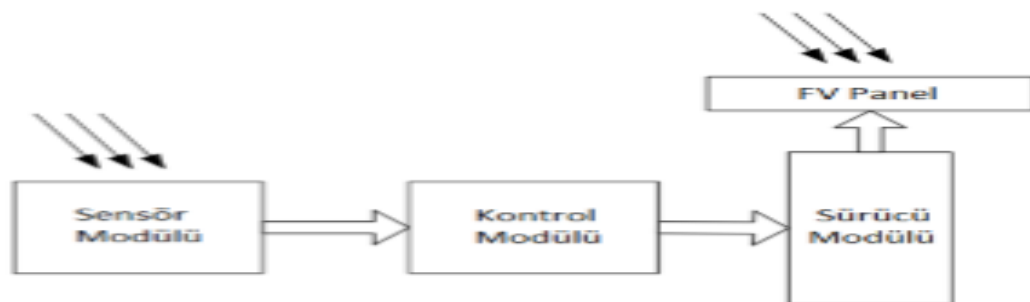 FV Panel
Sensör
Modülü
Kontrol
Modülü
Sürücü
Modülü